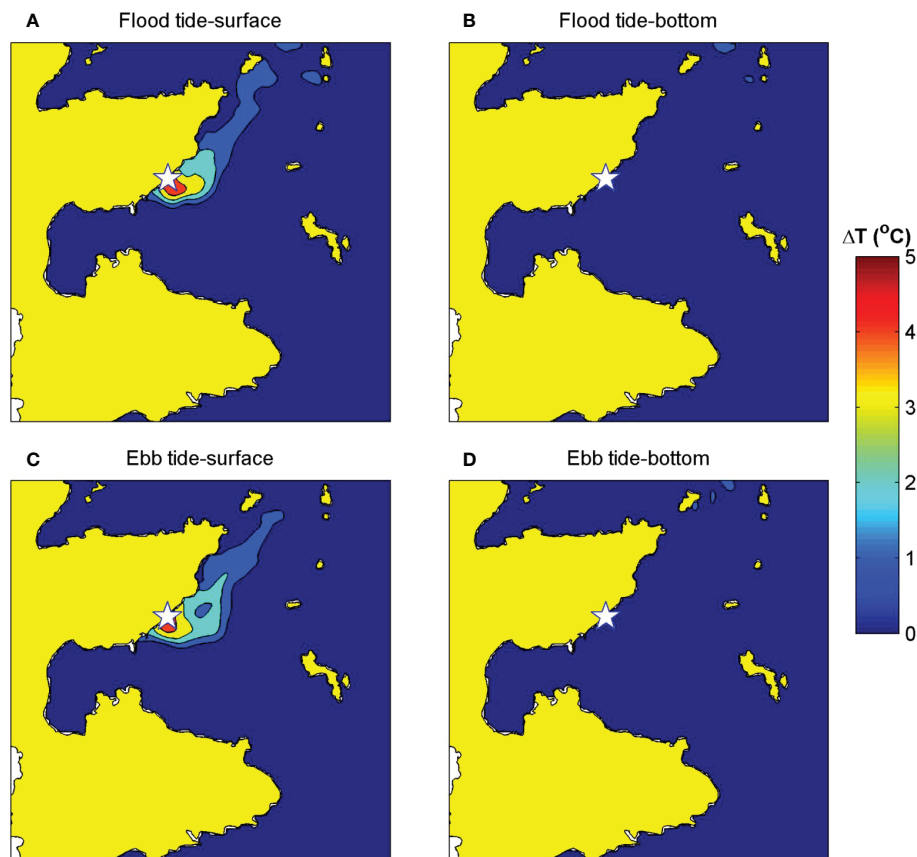 A Flood tide-surface
B Flood tide-bottom
ΔT (°C)
5
4
3
2
1
0
C Ebb tide-surface
D Ebb tide-bottom